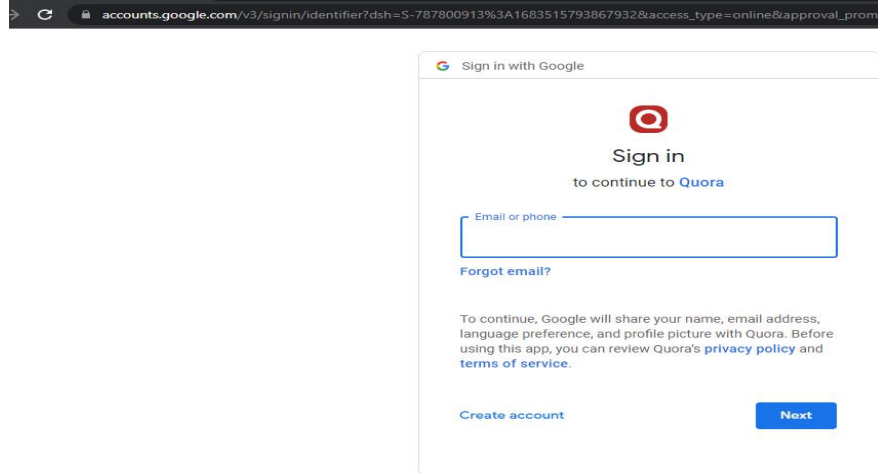 accounts.google.com/v3/signin/identifier?dsh=S-787800913%3A1683515793867932&access_type=online&approval_prom
Sign in with Google
Sign in
to continue to Quora
Email or phone
Forgot email?
To continue, Google will share your name, email address,
language preference, and profile picture with Quora. Before
using this app, you can review Quora's privacy policy and
terms of service.
Create account
Next